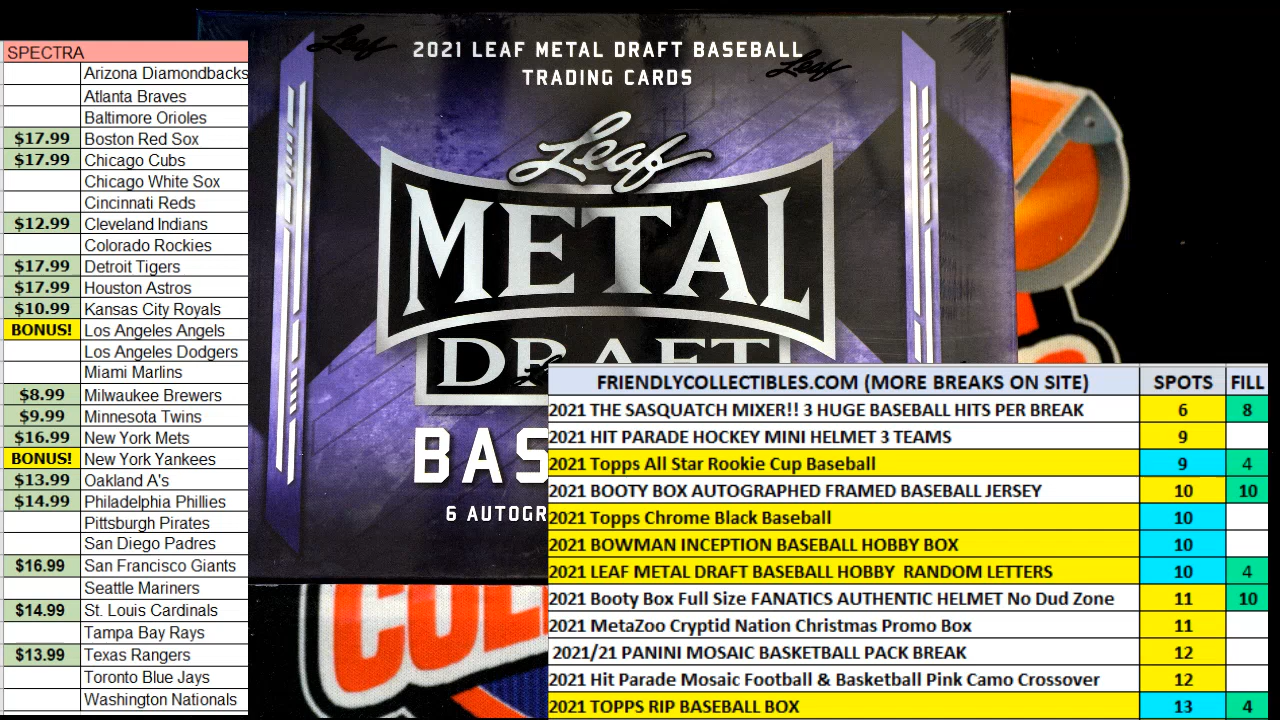 SPECTRA
Arizona Diamondbacks
Atlanta Braves
Baltimore Orioles
$17.99 Boston Red Sox
$17.99 Chicago Cubs
Chicago White Sox
Cincinnati Reds
$12.99 Cleveland Indians
Colorado Rockies
$17.99 Detroit Tigers
$17.99 Houston Astros
$10.99 Kansas City Royals
BONUS! Los Angeles Angels
Los Angeles Dodgers
Miami Marlins
$8.99 Milwaukee Brewers
$9.99 Minnesota Twins
$16.99 New York Mets
BONUS! New York Yankees
$13.99 Oakland A's
$14.99 Philadelphia Phillies
Pittsburgh Pirates
San Diego Padres
$16.99 San Francisco Giants
Seattle Mariners
$14.99 St. Louis Cardinals
Tampa Bay Rays
$13.99 Texas Rangers
Toronto Blue Jays
Washington Nationals
Leaf
2021 LEAF METAL DRAFT BASEBALL
Leaf
TRADING CARDS
Leaf
METAL
DRAFT
BAS
6 AUTOGR
COL
FRIENDLYCOLLECTIBLES.COM (MORE BREAKS ON SITE) SPOTS FILL
2021 THE SASQUATCH MIXER!! 3 HUGE BASEBALL HITS PER BREAK 6 8
2021 HIT PARADE HOCKEY MINI HELMET 3 TEAMS 9
2021 Topps All Star Rookie Cup Baseball 9 4
2021 BOOTY BOX AUTOGRAPHED FRAMED BASEBALL JERSEY 10 10
2021 Topps Chrome Black Baseball 10
2021 BOWMAN INCEPTION BASEBALL HOBBY BOX 10
2021 LEAF METAL DRAFT BASEBALL HOBBY RANDOM LETTERS 10 4
2021 Booty Box Full Size FANATICS AUTHENTIC HELMET No Dud Zone 11 10
2021 MetaZoo Cryptid Nation Christmas Promo Box 11
2021/21 PANINI MOSAIC BASKETBALL PACK BREAK 12
2021 Hit Parade Mosaic Football & Basketball Pink Camo Crossover 12
2021 TOPPS RIP BASEBALL BOX 13 4